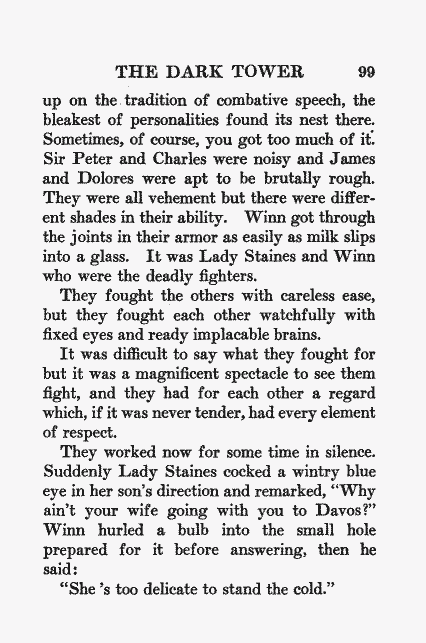 THE DARK TOWER 99
up on the tradition of combative speech, the
bleakest of personalities found its nest there.
Sometimes, of course, you got too much of it.
Sir Peter and Charles were noisy and James
and Dolores were apt to be brutally rough.
They were all vehement but there were differ-
ent shades in their ability. Winn got through
the joints in their armor as easily as milk slips
into a glass. It was Lady Staines and Winn
who were the deadly fighters.
They fought the others with careless ease,
but they fought each other watchfully with
fixed eyes and ready implacable brains.
It was difficult to say what they fought for
but it was a magnificent spectacle to see them
fight, and they had for each other a regard
which, if it was never tender, had every element
of respect.
They worked now for some time in silence.
Suddenly Lady Staines cocked a wintry blue
eye in her son's direction and remarked, "Why
ain't your wife going with you to Davos?"
Winn hurled a bulb into the small hole
prepared for it before answering, then he
said:
"She 's too delicate to stand the cold."